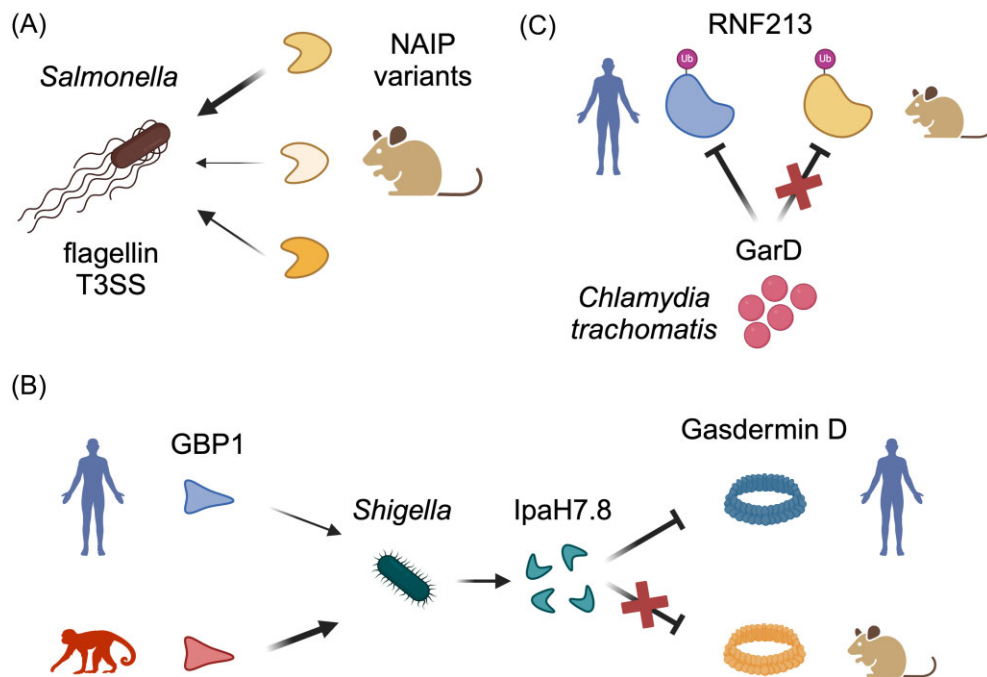 (A)
Salmonella
NAIP
variants
flagellin
T3SS
(C)
RNF213
Ub
Ub
GarD
Chlamydia
trachomatis
(B)
GBP1
Shigella
IpaH7.8
Gasdermin D